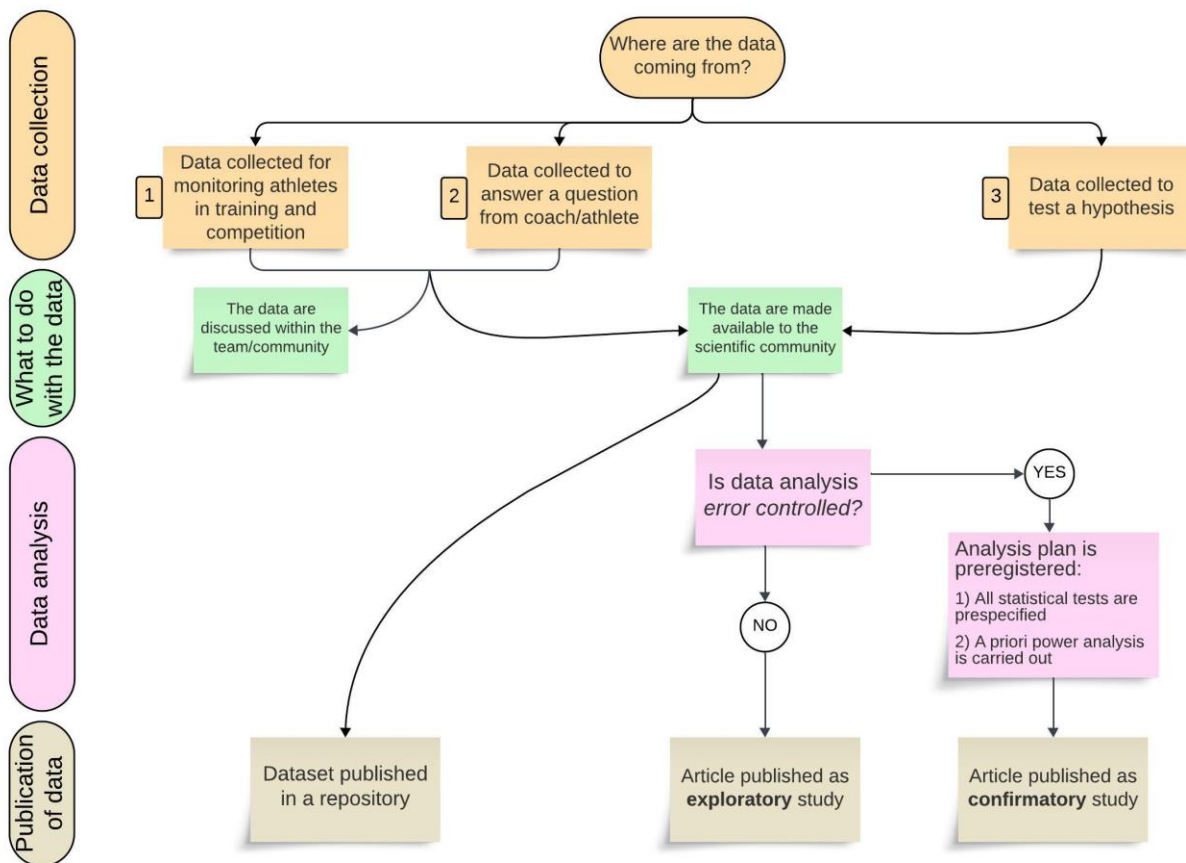 Data collection
Where are the data
coming from?
1
Data collected for
monitoring athletes
in training and
competition
2
Data collected to
answer a question
from coach/athlete
3
Data collected to
test a hypothesis
What to do
with the data
The data are
discussed within the
team/community
The data are made
available to the
scientific community
Data analysis
Is data analysis
error controlled?
YES
NO
Analysis plan is
preregistered:
1) All statistical tests are
prespecified
2) A priori power analysis
is carried out
Publication
of data
Dataset published
in a repository
Article published as
exploratory study
Article published as
confirmatory study